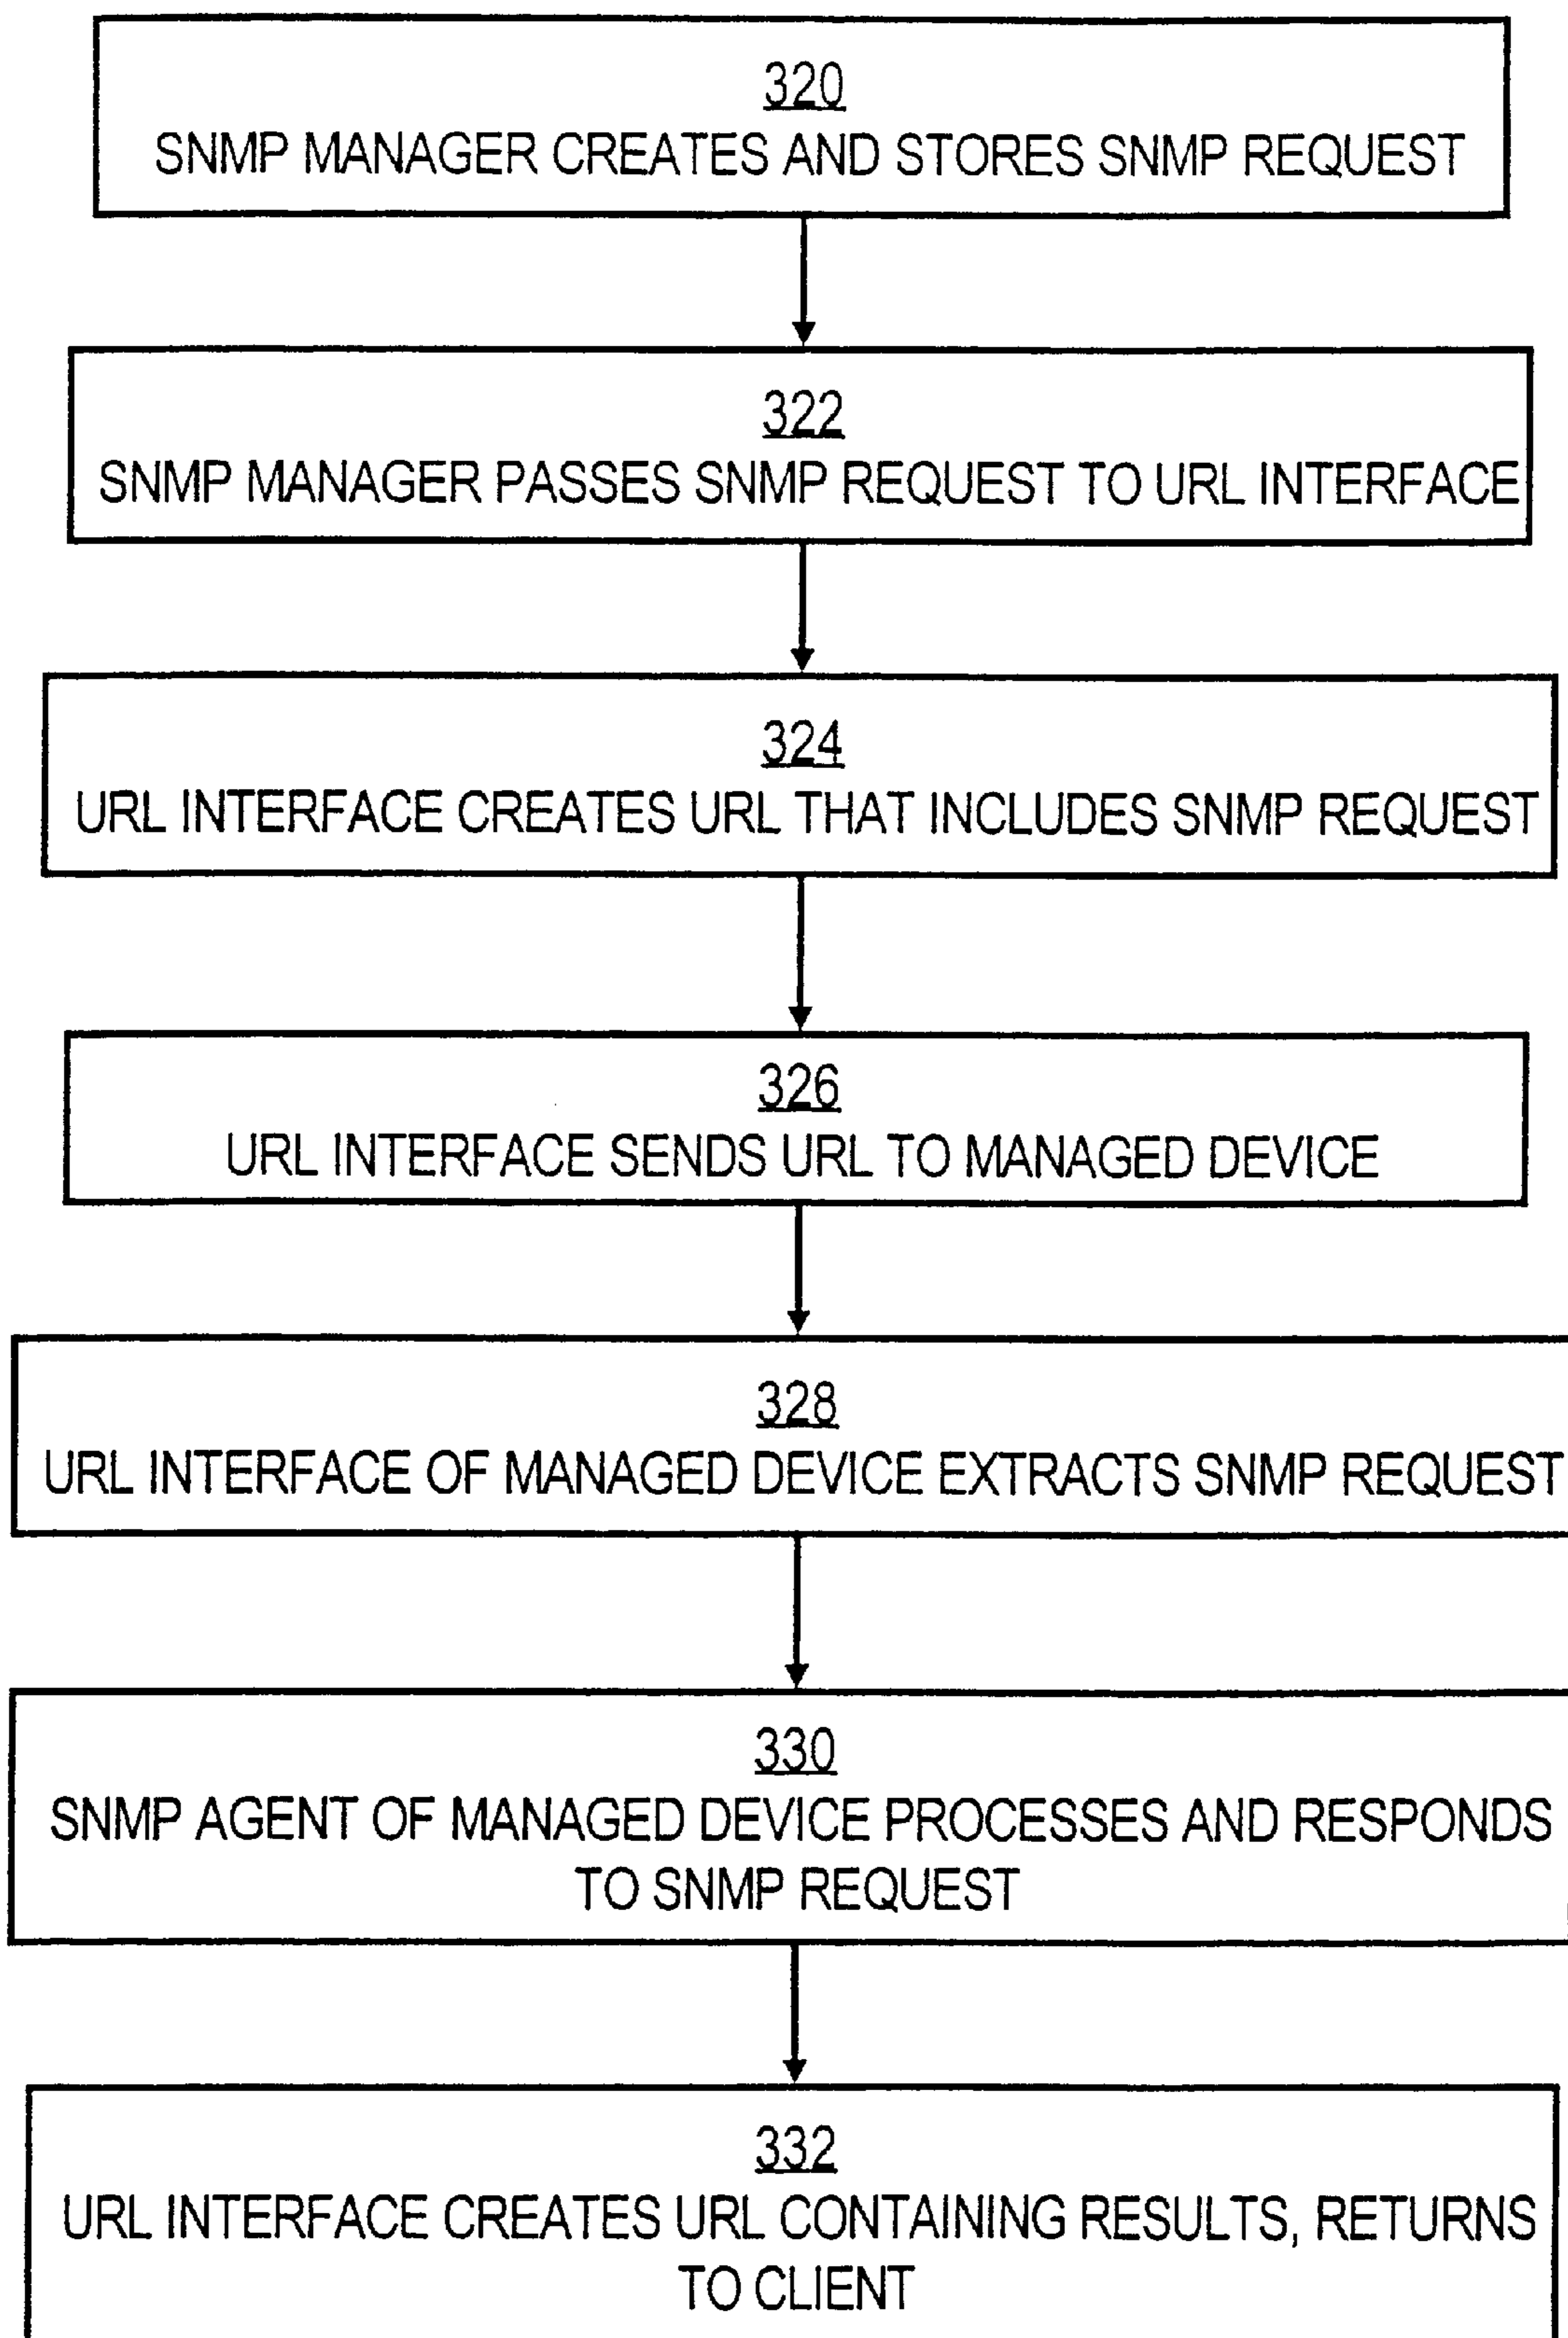 320
SNMP MANAGER CREATES AND STORES SNMP REQUEST
322
SNMP MANAGER PASSES SNMP REQUEST TO URL INTERFACE
324
URL INTERFACE CREATES URL THAT INCLUDES SNMP REQUEST
326
URL INTERFACE SENDS URL TO MANAGED DEVICE
328
URL INTERFACE OF MANAGED DEVICE EXTRACTS SNMP REQUEST
330
SNMP AGENT OF MANAGED DEVICE PROCESSES AND RESPONDS
TO SNMP REQUEST
332
URL INTERFACE CREATES URL CONTAINING RESULTS, RETURNS
TO CLIENT